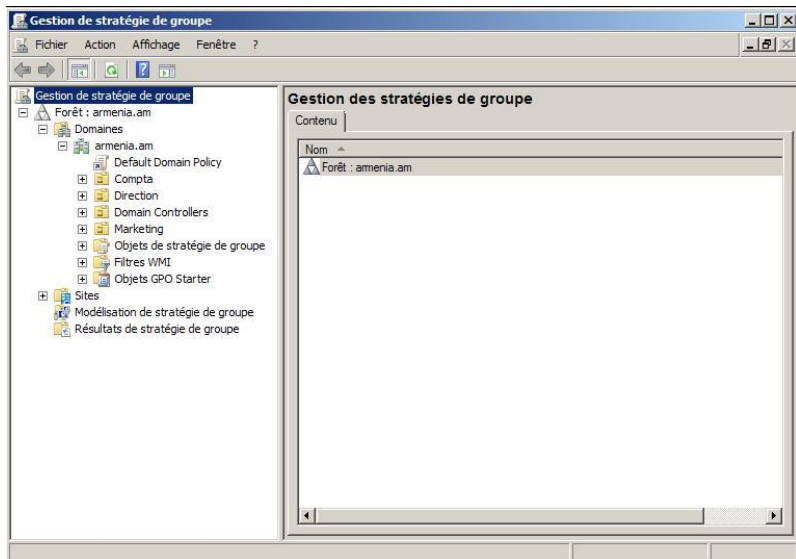 Gestion de stratégie de groupe
Fichier Action Affichage Fenêtre ?
Gestion de stratégie de groupe
Forêt : armenia.am
Domaines
armenia.am
Default Domain Policy
Compta
Direction
Domain Controllers
Marketing
Objets de stratégie de groupe
Filtres WMI
Objets GPO Starter
Sites
Modélisation de stratégie de groupe
Résultats de stratégie de groupe
Gestion des stratégies de groupe
Contenu
Nom
Forêt : armenia.am